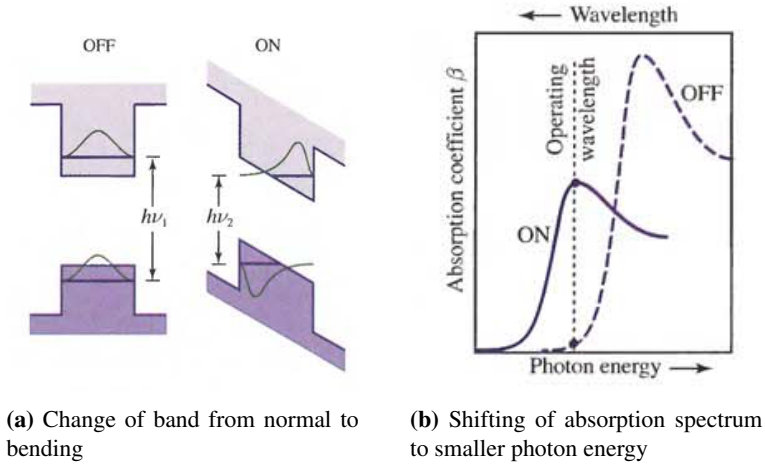 OFF
ON
hν₁
hν₂
(a) Change of band from normal to
bending
← Wavelength
Absorption coefficient β
Operating
wavelength
OFF
ON
Photon energy →
(b) Shifting of absorption spectrum
to smaller photon energy